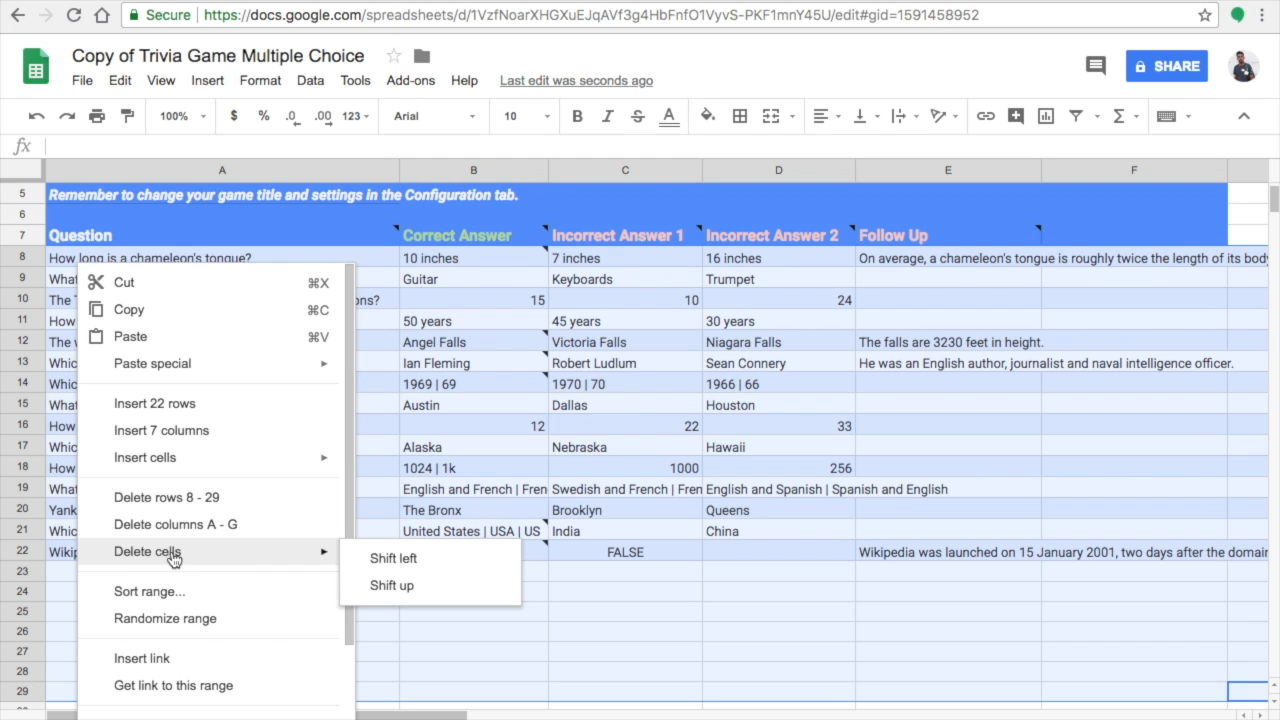 Secure | https://docs.google.com/spreadsheets/d/1VzfNoarXHGXuEJqAVf3g4HbFnfO1VyvS-PKF1mnY45U/edit#gid=1591458952
Copy of Trivia Game Multiple Choice
File Edit View Insert Format Data Tools Add-ons Help Last edit was seconds ago
SHARE
100% $ % .0 .00 123 Arial 10 B I S A
fx
A B C D E F
5 Remember to change your game title and settings in the Configuration tab.
6
7 Question Correct Answer Incorrect Answer 1 Incorrect Answer 2 Follow Up
8 How long is a chameleon's tongue? 10 inches 7 inches 16 inches On average, a chameleon's tongue is roughly twice the length of its body
9 What Guitar Keyboards Trumpet
10 The ons? 15 10 24
11 How 50 years 45 years 30 years
12 The w Angel Falls Victoria Falls Niagara Falls The falls are 3230 feet in height.
13 Whic Ian Fleming Robert Ludlum Sean Connery He was an English author, journalist and naval intelligence officer.
14 Whic 1969 | 69 1970 | 70 1966 | 66
15 What Austin Dallas Houston
16 How 12 22 33
17 Whic Alaska Nebraska Hawaii
18 How 1024 | 1k 1000 256
19 What English and French | Fren Swedish and French | Fren English and Spanish | Spanish and English
20 Yank The Bronx Brooklyn Queens
21 Whic United States | USA | US India China
22 Wikip FALSE Wikipedia was launched on 15 January 2001, two days after the domain
23
24
25
26
27
28
29
Cut ⌘X
Copy ⌘C
Paste ⌘V
Paste special
Insert 22 rows
Insert 7 columns
Insert cells
Delete rows 8 - 29
Delete columns A - G
Delete cells
Shift left
Shift up
Sort range...
Randomize range
Insert link
Get link to this range